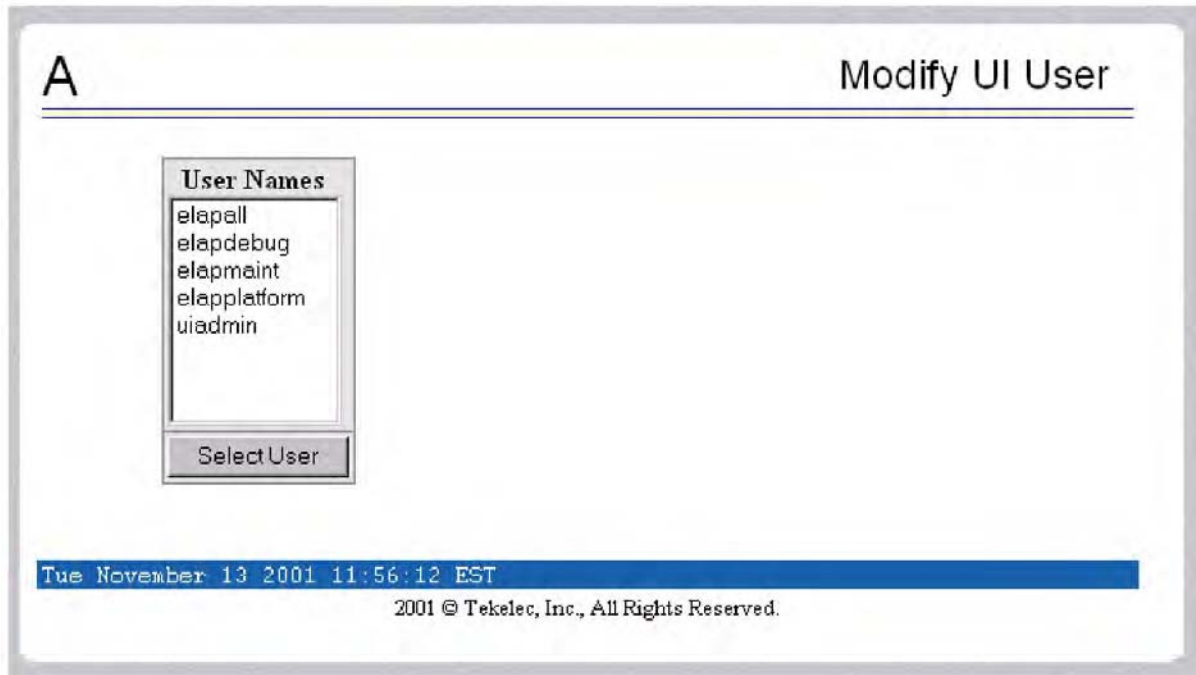 A
Modify UI User
User Names
elapall
elapdebug
elapmaint
elapplatform
uiadmin
Select User
Tue November 13 2001 11:56:12 EST
2001 © Tekelec, Inc., All Rights Reserved.